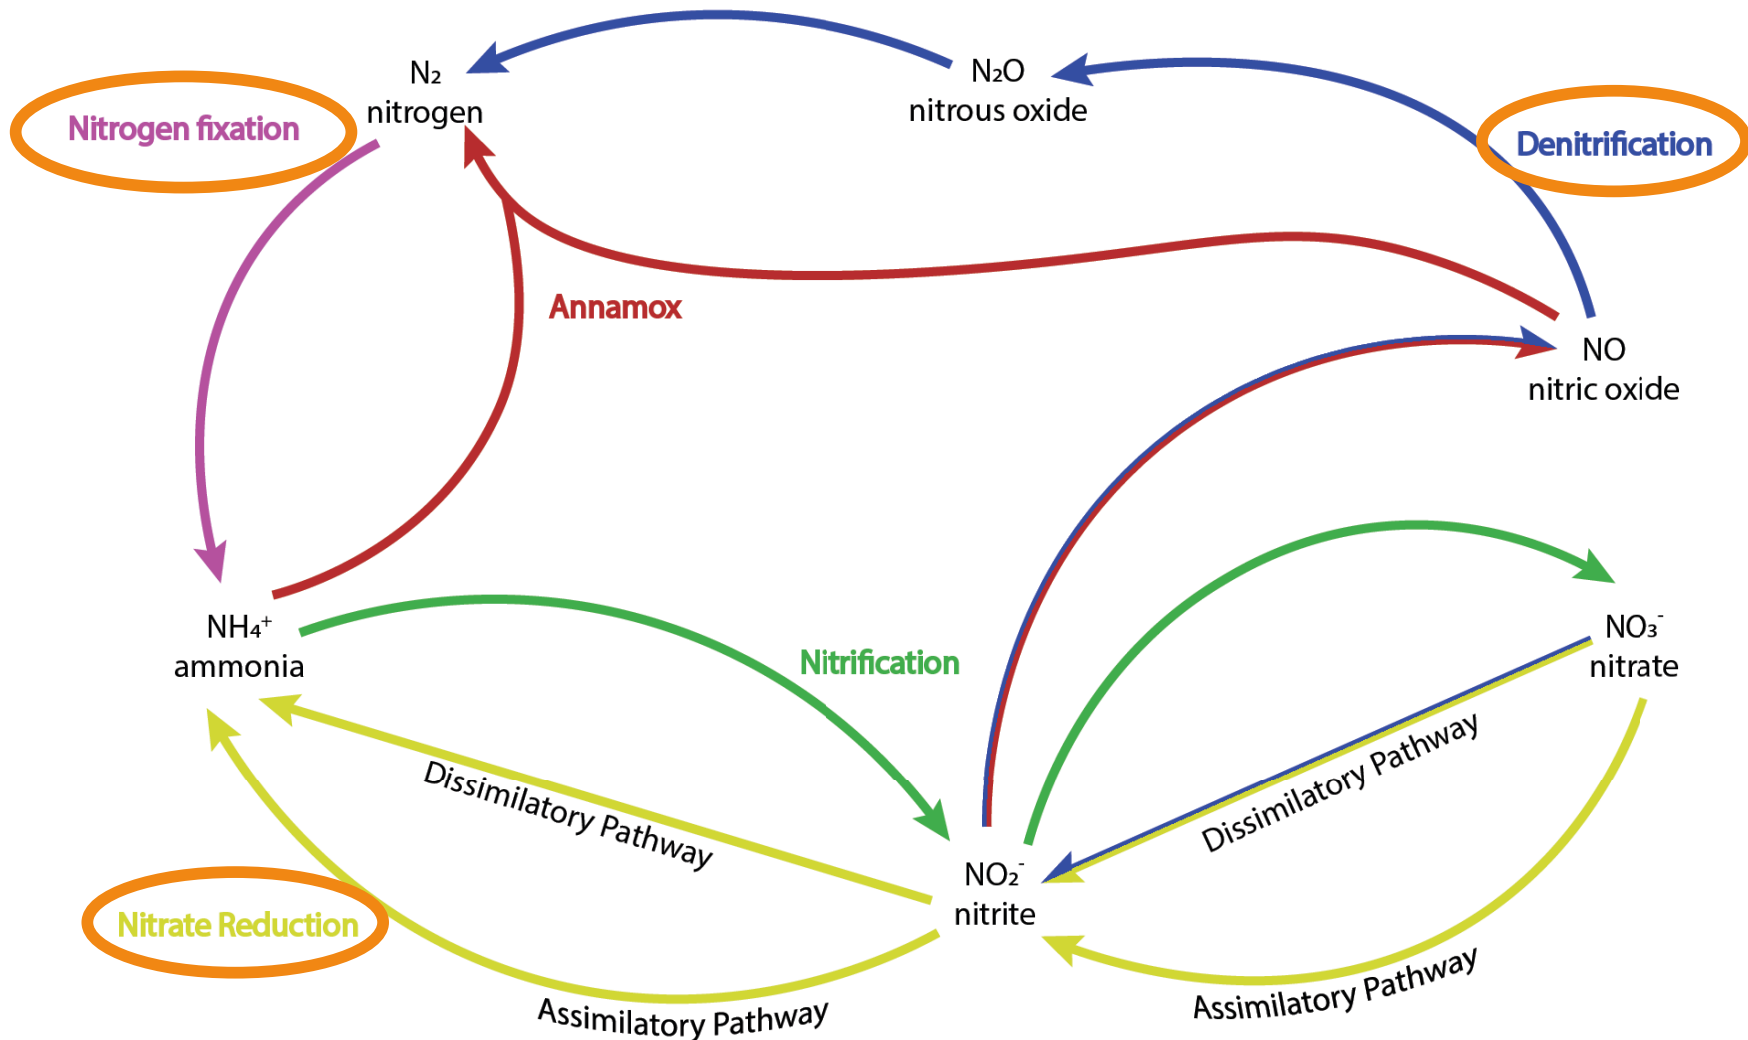 N₂
nitrogen
N₂O
nitrous oxide
Nitrogen fixation
Denitrification
Annamox
NO
nitric oxide
NH₄⁺
ammonia
Nitrification
NO₃⁻
nitrate
Dissimilatory Pathway
Dissimilatory Pathway
NO₂⁻
nitrite
Nitrate Reduction
Assimilatory Pathway
Assimilatory Pathway